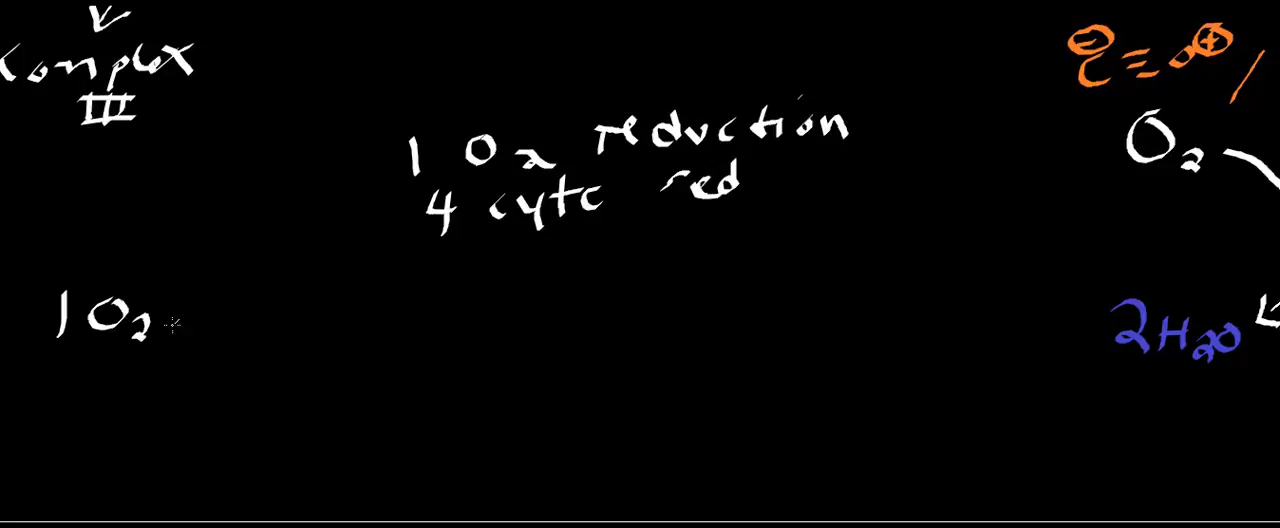 Complex
III
1 O2 reduction
4 cytc red
O2
1 O2
2H2O